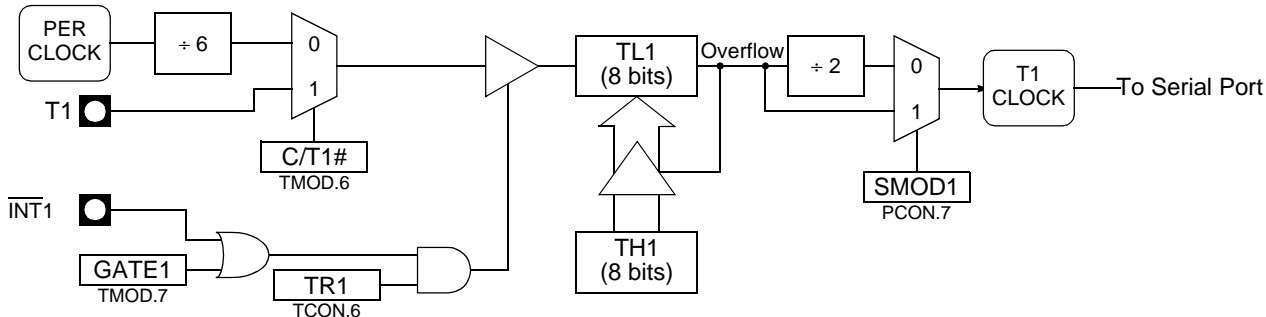 PER
CLOCK
÷ 6
0
1
T1
C/T1#
TMOD.6
TL1
(8 bits)
Overflow
÷ 2
0
1
T1
CLOCK
To Serial Port
SMOD1
PCON.7
INT1
GATE1
TMOD.7
TR1
TCON.6
TH1
(8 bits)